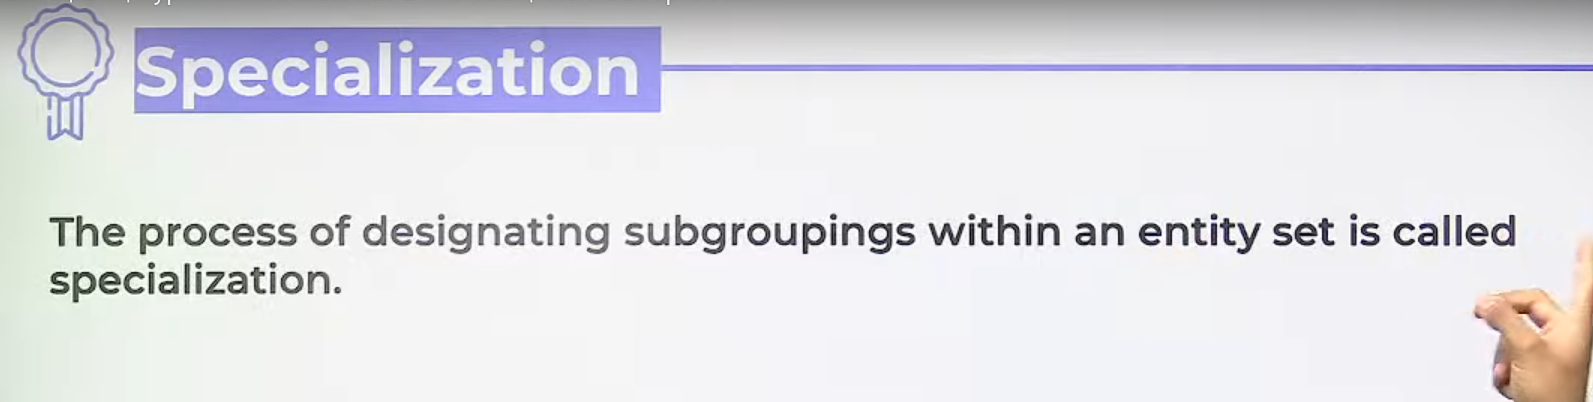 Specialization
The process of designating subgroupings within an entity set is called
specialization.